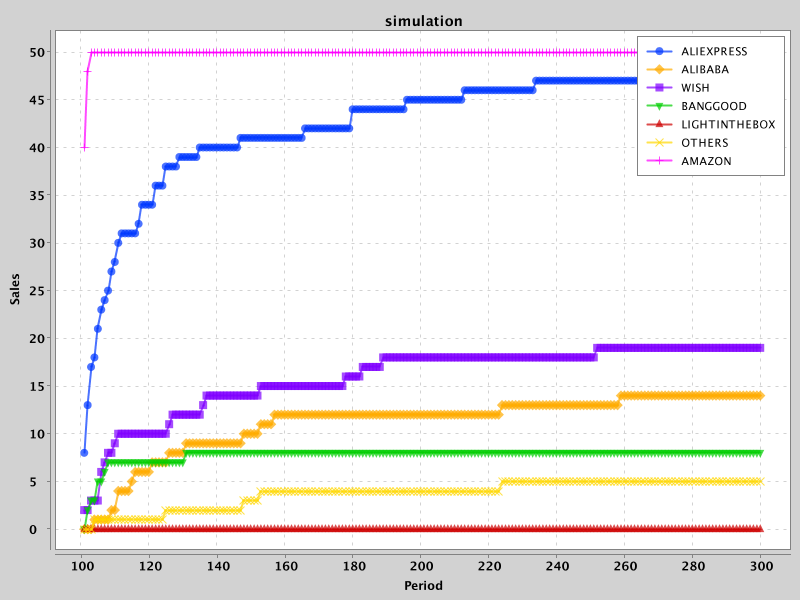 simulation
Sales
50
45
40
35
30
25
20
15
10
5
0
ALIEXPRESS
ALIBABA
WISH
BANGGOOD
LIGHTINTHEBOX
OTHERS
AMAZON
100 120 140 160 180 200 220 240 260 280 300
Period